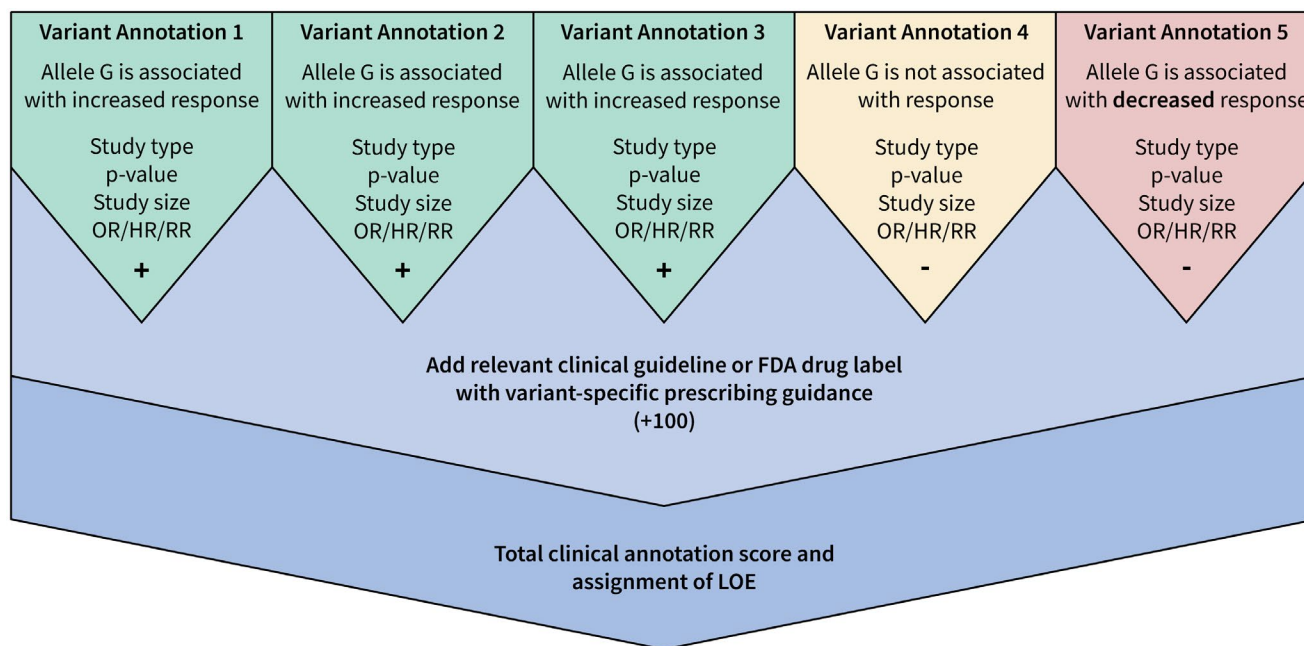 Variant Annotation 1
Allele G is associated
with increased response
Study type
p-value
Study size
OR/HR/RR
+
Variant Annotation 2
Allele G is associated
with increased response
Study type
p-value
Study size
OR/HR/RR
+
Variant Annotation 3
Allele G is associated
with increased response
Study type
p-value
Study size
OR/HR/RR
+
Variant Annotation 4
Allele G is not associated
with response
Study type
p-value
Study size
OR/HR/RR
-
Variant Annotation 5
Allele G is associated
with decreased response
Study type
p-value
Study size
OR/HR/RR
-
Add relevant clinical guideline or FDA drug label
with variant-specific prescribing guidance
(+100)
Total clinical annotation score and
assignment of LOE